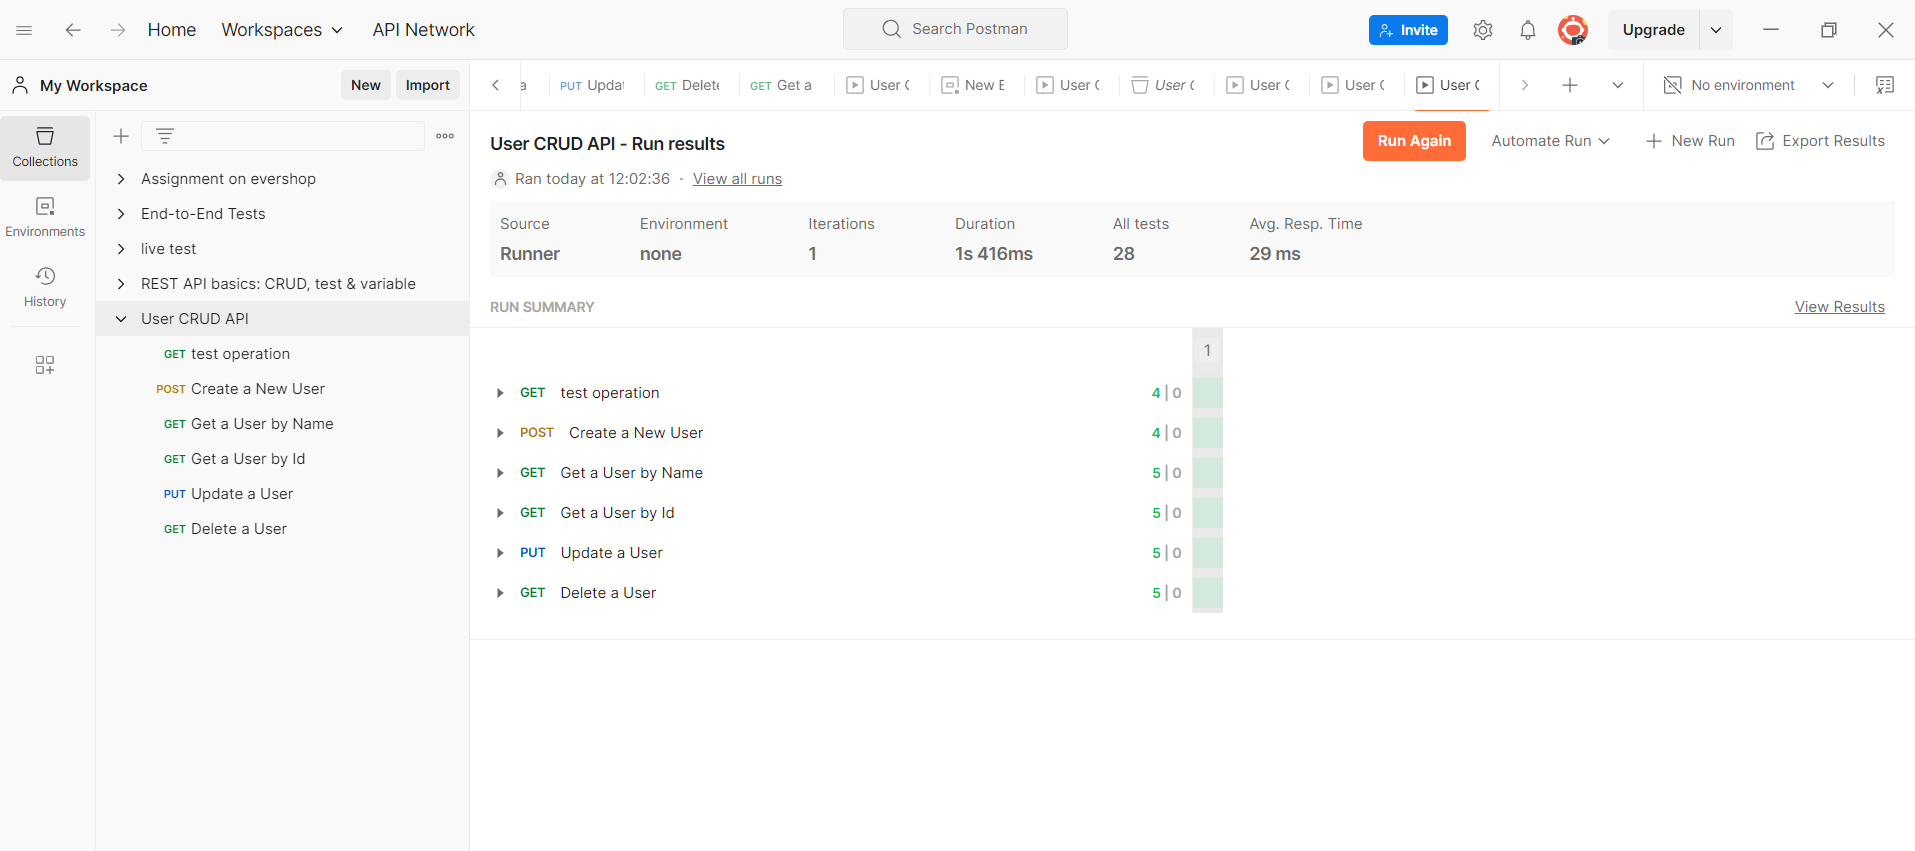 Home Workspaces API Network Search Postman Invite Upgrade
My Workspace New Import
a PUT Updat GET Delete GET Get a User C New E User C User C User C User C User C No environment
Collections
Environments
History
Assignment on evershop
End-to-End Tests
live test
REST API basics: CRUD, test & variable
User CRUD API
GET test operation
POST Create a New User
GET Get a User by Name
GET Get a User by Id
PUT Update a User
GET Delete a User
User CRUD API - Run results
Run Again Automate Run New Run Export Results
Ran today at 12:02:36 · View all runs
Source Environment Iterations Duration All tests Avg. Resp. Time
Runner none 1 1s 416ms 28 29 ms
RUN SUMMARY View Results
1
GET test operation 4 | 0
POST Create a New User 4 | 0
GET Get a User by Name 5 | 0
GET Get a User by Id 5 | 0
PUT Update a User 5 | 0
GET Delete a User 5 | 0